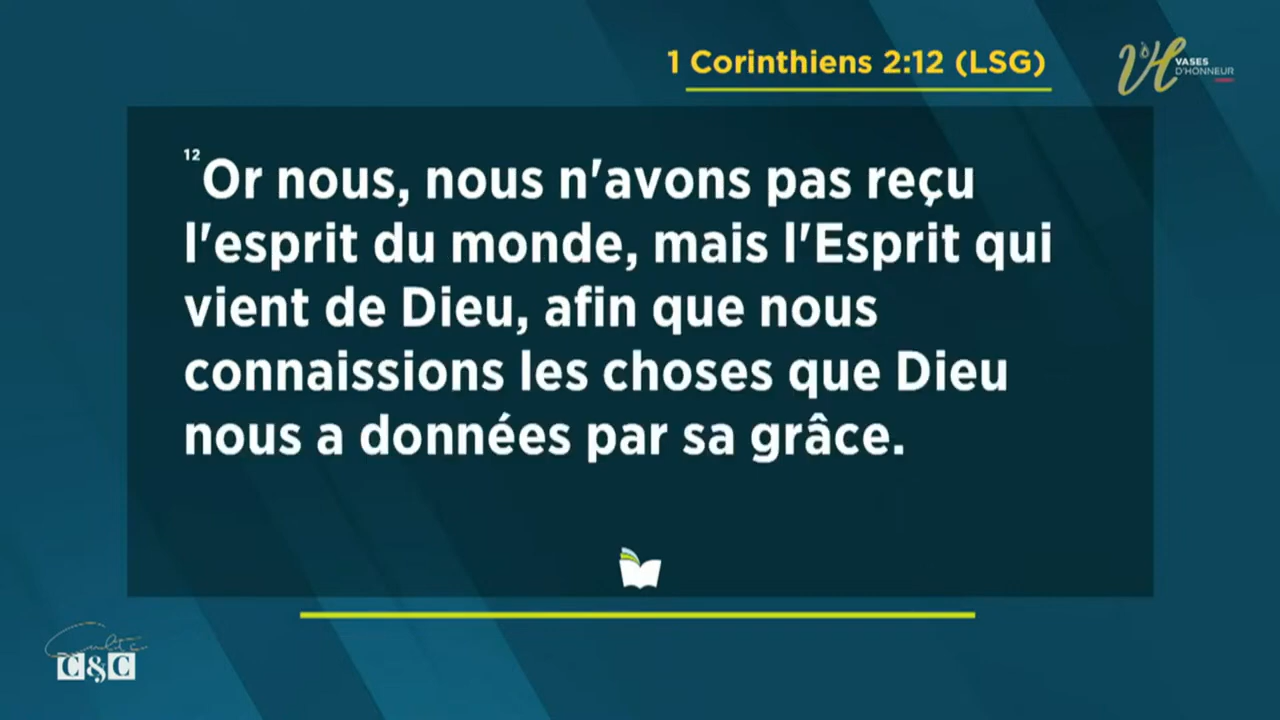 1 Corinthiens 2:12 (LSG)
VASES
D'HONNEUR
12 Or nous, nous n'avons pas reçu
l'esprit du monde, mais l'Esprit qui
vient de Dieu, afin que nous
connaissions les choses que Dieu
nous a données par sa grâce.
C&C